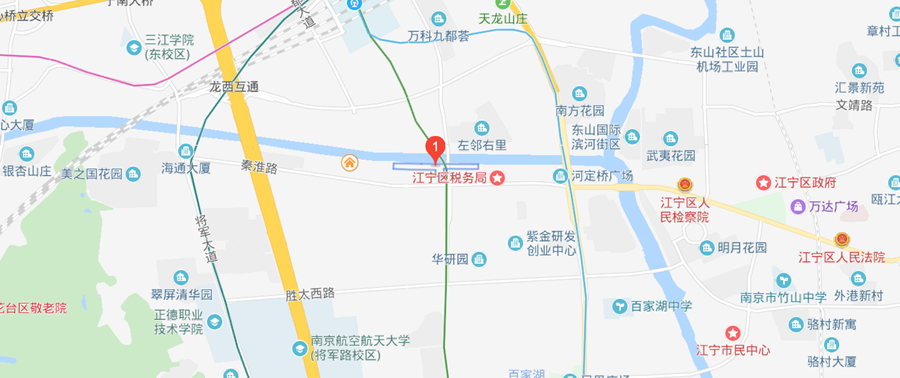 心桥立交桥
三江学院
(东校区)
龙西互通
万科九都荟
2
天龙山庄
东山社区土山
机场工业园
章村工
汇景新苑
文靖路
南方花园
东山国际
滨河街区
武夷花园
心大厦
银杏山庄
美之国花园
海通大厦
秦淮路
1
左邻右里
江宁区税务局
河定桥广场
江宁区人
民检察院
江宁区政府
万达广场
瓯江大
将军大道
紫金研发
创业中心
华研园
明月花园
江宁区人民法院
翠屏清华园
胜太西路
南京市竹山中学
外港新村
花台区敬老院
正德职业
技术学院
百家湖中学
南京航空航天大学
(将军路校区)
骆村新寓
江宁市民中心
骆村大厦
百家湖